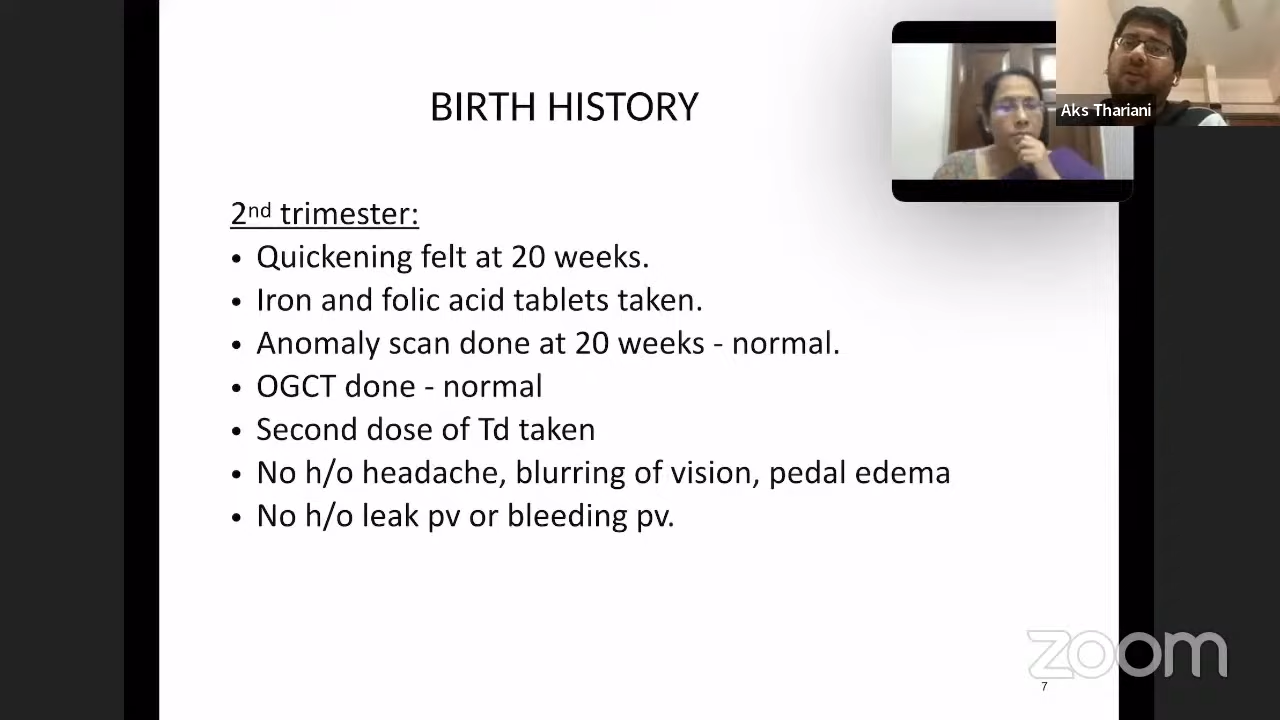 BIRTH HISTORY
Aks Thariani
2nd trimester:
• Quickening felt at 20 weeks.
• Iron and folic acid tablets taken.
• Anomaly scan done at 20 weeks - normal.
• OGCT done - normal
• Second dose of Td taken
• No h/o headache, blurring of vision, pedal edema
• No h/o leak pv or bleeding pv.
zoom
7